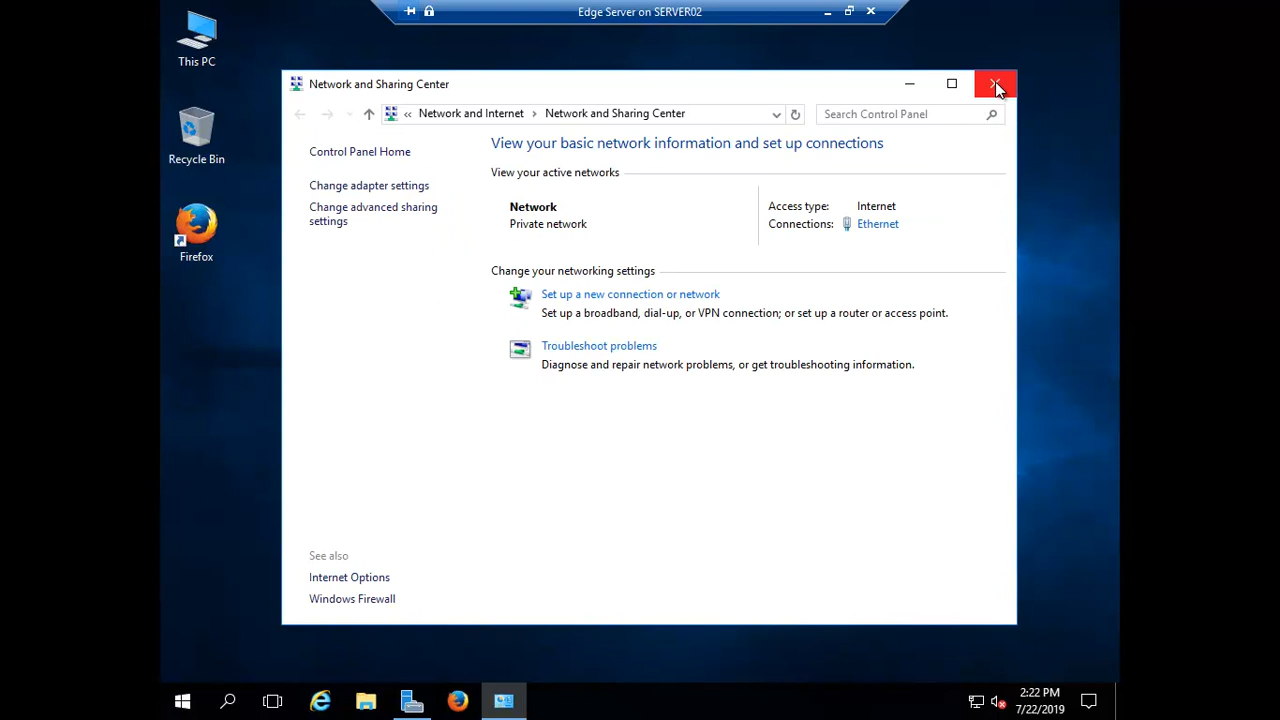 Edge Server on SERVER02
This PC
Recycle Bin
Firefox
Network and Sharing Center
« Network and Internet > Network and Sharing Center
Search Control Panel
Control Panel Home
Change adapter settings
Change advanced sharing
settings
View your basic network information and set up connections
View your active networks
Network
Private network
Access type: Internet
Connections: Ethernet
Change your networking settings
Set up a new connection or network
Set up a broadband, dial-up, or VPN connection; or set up a router or access point.
Troubleshoot problems
Diagnose and repair network problems, or get troubleshooting information.
See also
Internet Options
Windows Firewall
2:22 PM
7/22/2019